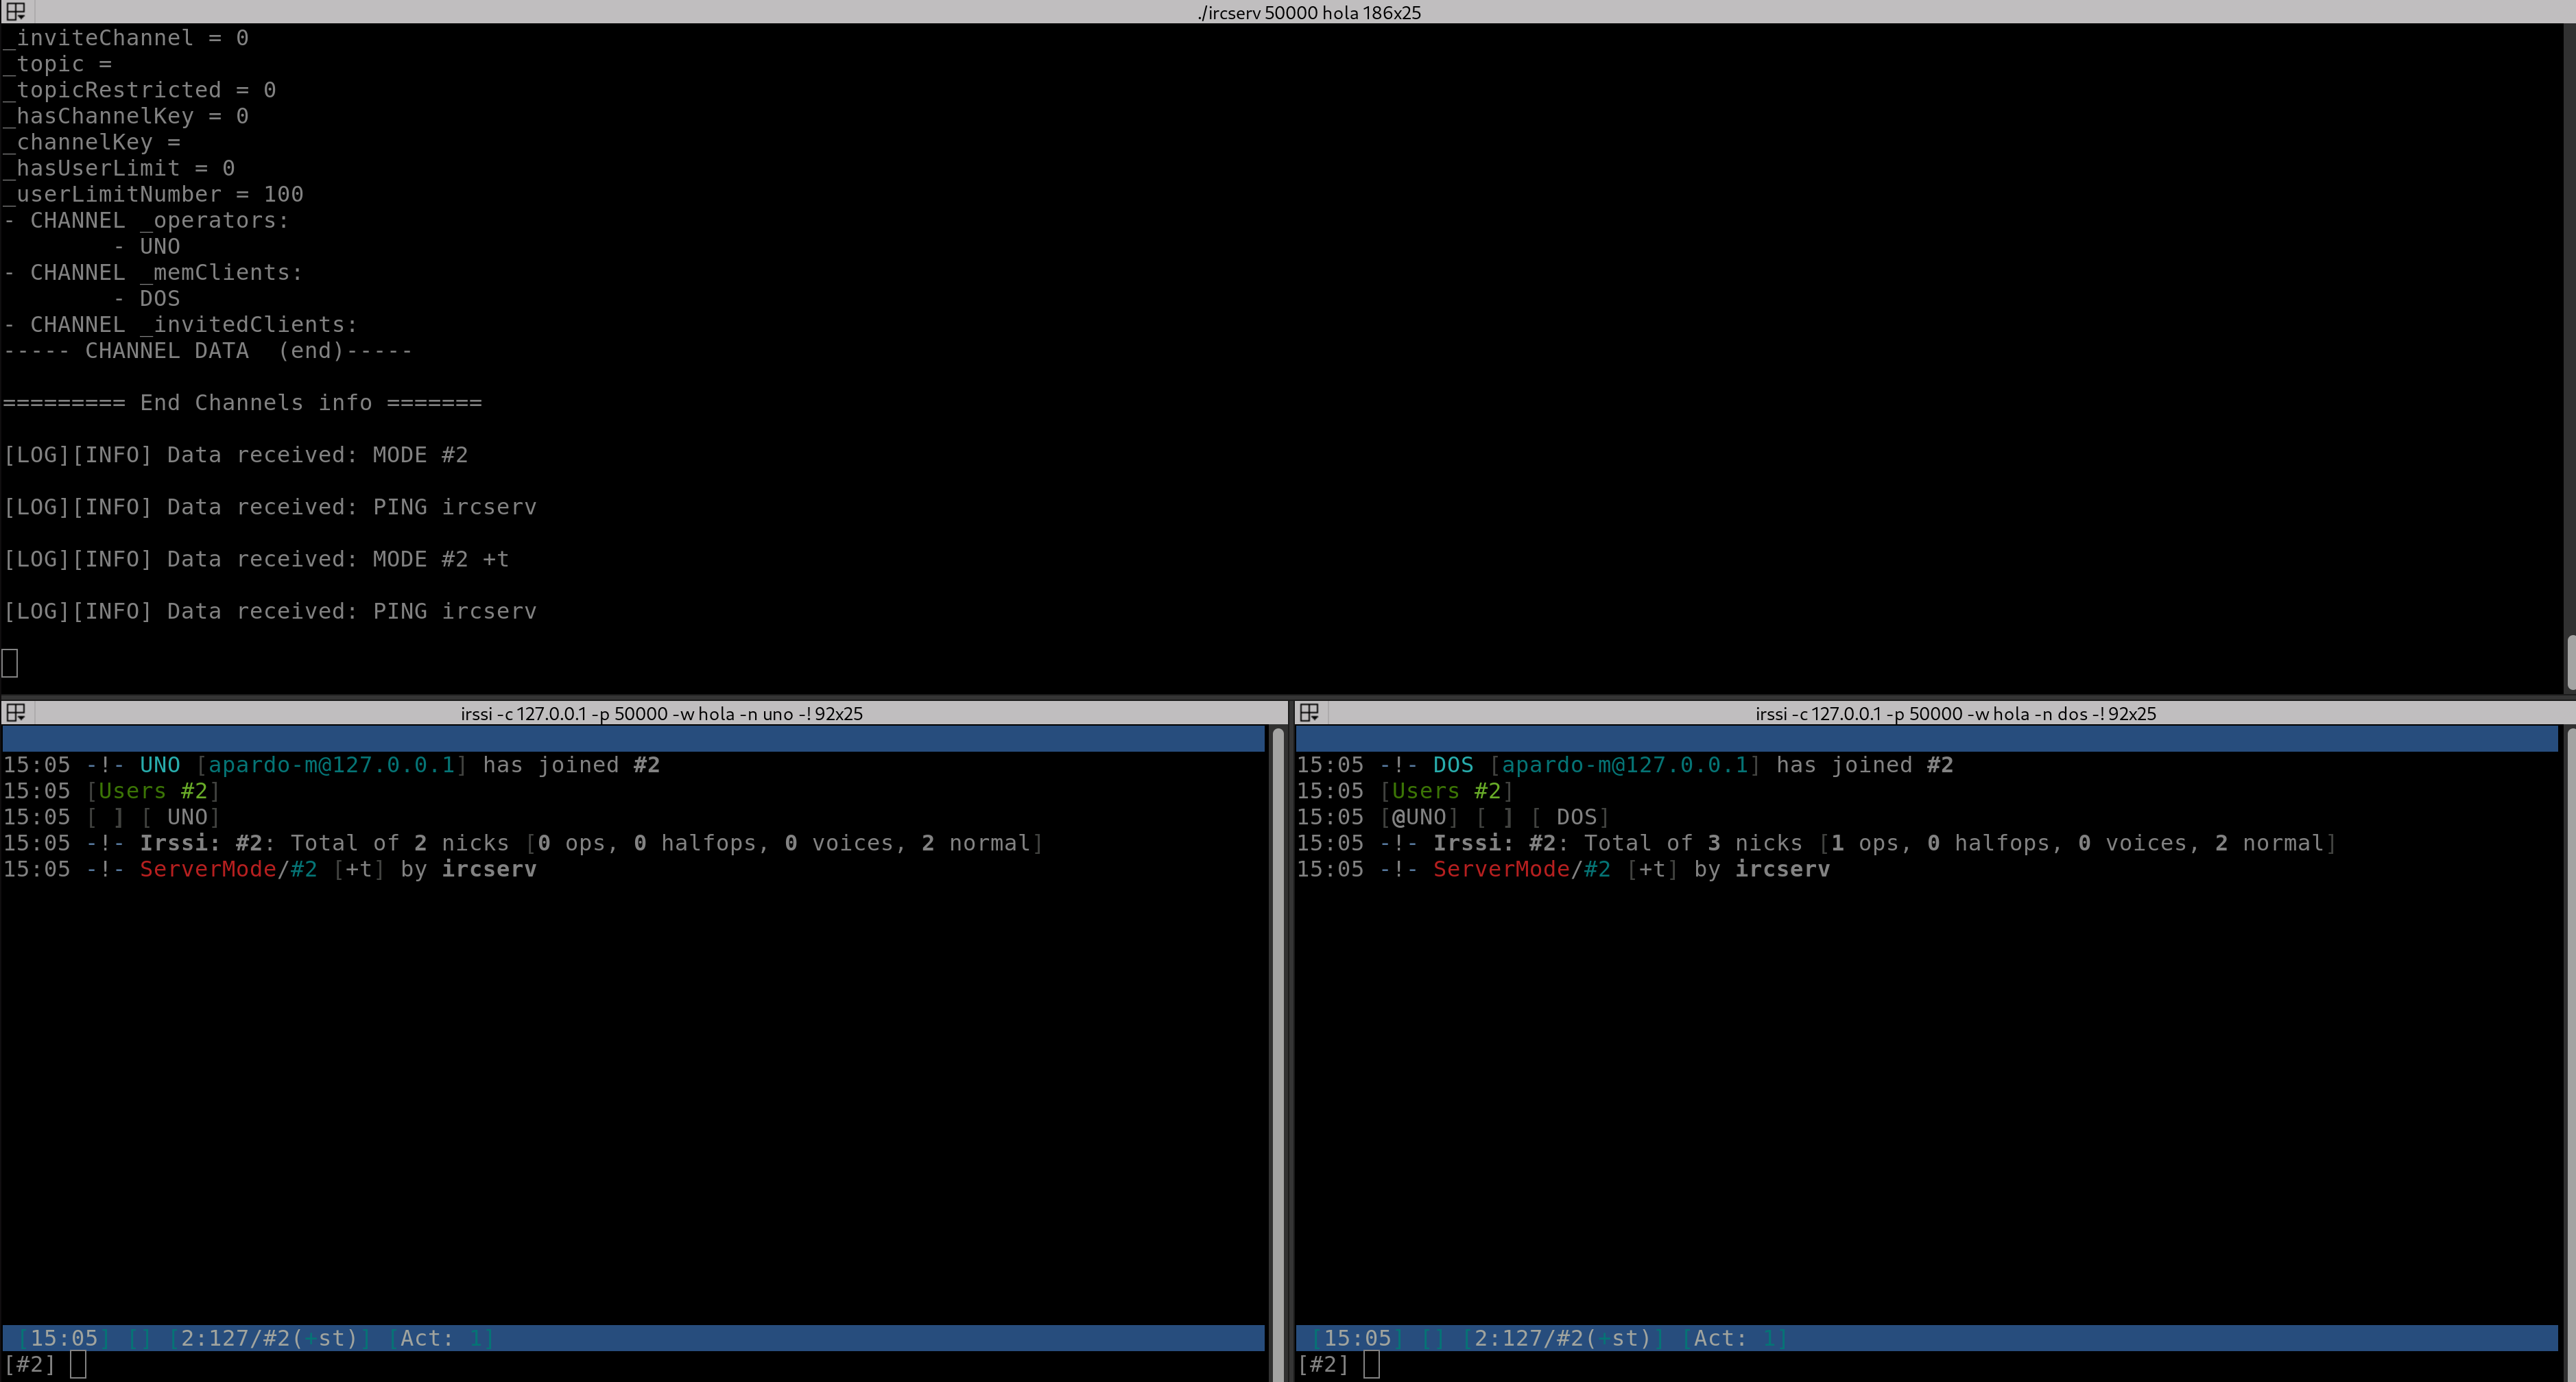 ./ircserv 50000 hola 186x25
_inviteChannel = 0
_topic =
_topicRestricted = 0
_hasChannelKey = 0
_channelKey =
_hasUserLimit = 0
_userLimitNumber = 100
- CHANNEL _operators:
        - UNO
- CHANNEL _memClients:
        - DOS
- CHANNEL _invitedClients:
----- CHANNEL DATA  (end)-----
========= End Channels info =======
[LOG][INFO] Data received: MODE #2
[LOG][INFO] Data received: PING ircserv
[LOG][INFO] Data received: MODE #2 +t
[LOG][INFO] Data received: PING ircserv
irssi -c 127.0.0.1 -p 50000 -w hola -n uno -! 92x25
15:05 -!- UNO [apardo-m@127.0.0.1] has joined #2
15:05 [Users #2]
15:05 [ ] [ UNO]
15:05 -!- Irssi: #2: Total of 2 nicks [0 ops, 0 halfops, 0 voices, 2 normal]
15:05 -!- ServerMode/#2 [+t] by ircserv
[15:05] [] [2:127/#2(+st)] [Act: 1]
[#2]
irssi -c 127.0.0.1 -p 50000 -w hola -n dos -! 92x25
15:05 -!- DOS [apardo-m@127.0.0.1] has joined #2
15:05 [Users #2]
15:05 [@UNO] [ ] [ DOS]
15:05 -!- Irssi: #2: Total of 3 nicks [1 ops, 0 halfops, 0 voices, 2 normal]
15:05 -!- ServerMode/#2 [+t] by ircserv
[15:05] [] [2:127/#2(+st)] [Act: 1]
[#2]